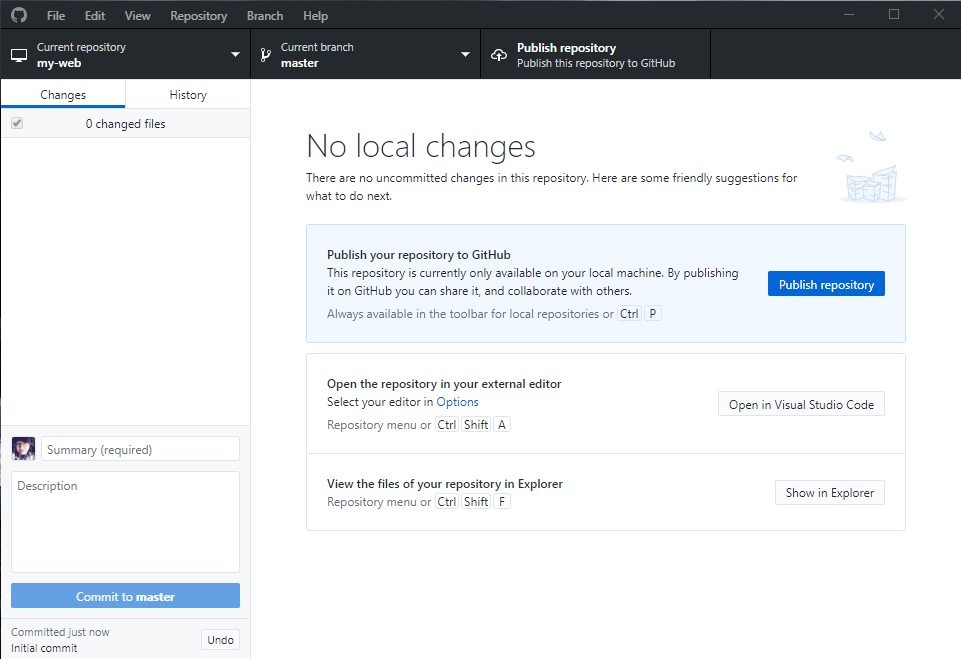 File Edit View Repository Branch Help
Current repository
my-web
Current branch
master
Publish repository
Publish this repository to GitHub
Changes History
0 changed files
No local changes
There are no uncommitted changes in this repository. Here are some friendly suggestions for
what to do next.
Publish your repository to GitHub
This repository is currently only available on your local machine. By publishing
it on GitHub you can share it, and collaborate with others.
Always available in the toolbar for local repositories or Ctrl P
Publish repository
Open the repository in your external editor
Select your editor in Options
Repository menu or Ctrl Shift A
Open in Visual Studio Code
View the files of your repository in Explorer
Repository menu or Ctrl Shift F
Show in Explorer
Summary (required)
Description
Commit to master
Committed just now
Initial commit
Undo